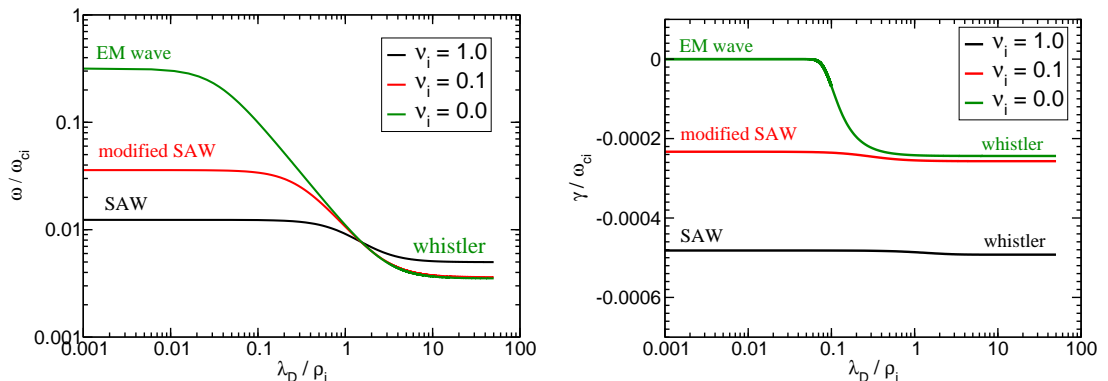 1
EM wave
ν_i = 1.0
ν_i = 0.1
ν_i = 0.0
0.1
modified SAW
ω / ω_ci
SAW
0.01
whistler
0.001
0.001 0.01 0.1 1 10 100
λ_D / ρ_i
EM wave
0
ν_i = 1.0
ν_i = 0.1
ν_i = 0.0
-0.0002
modified SAW
whistler
γ / ω_ci
-0.0004
SAW
whistler
-0.0006
0.001 0.01 0.1 1 10 100
λ_D / ρ_i